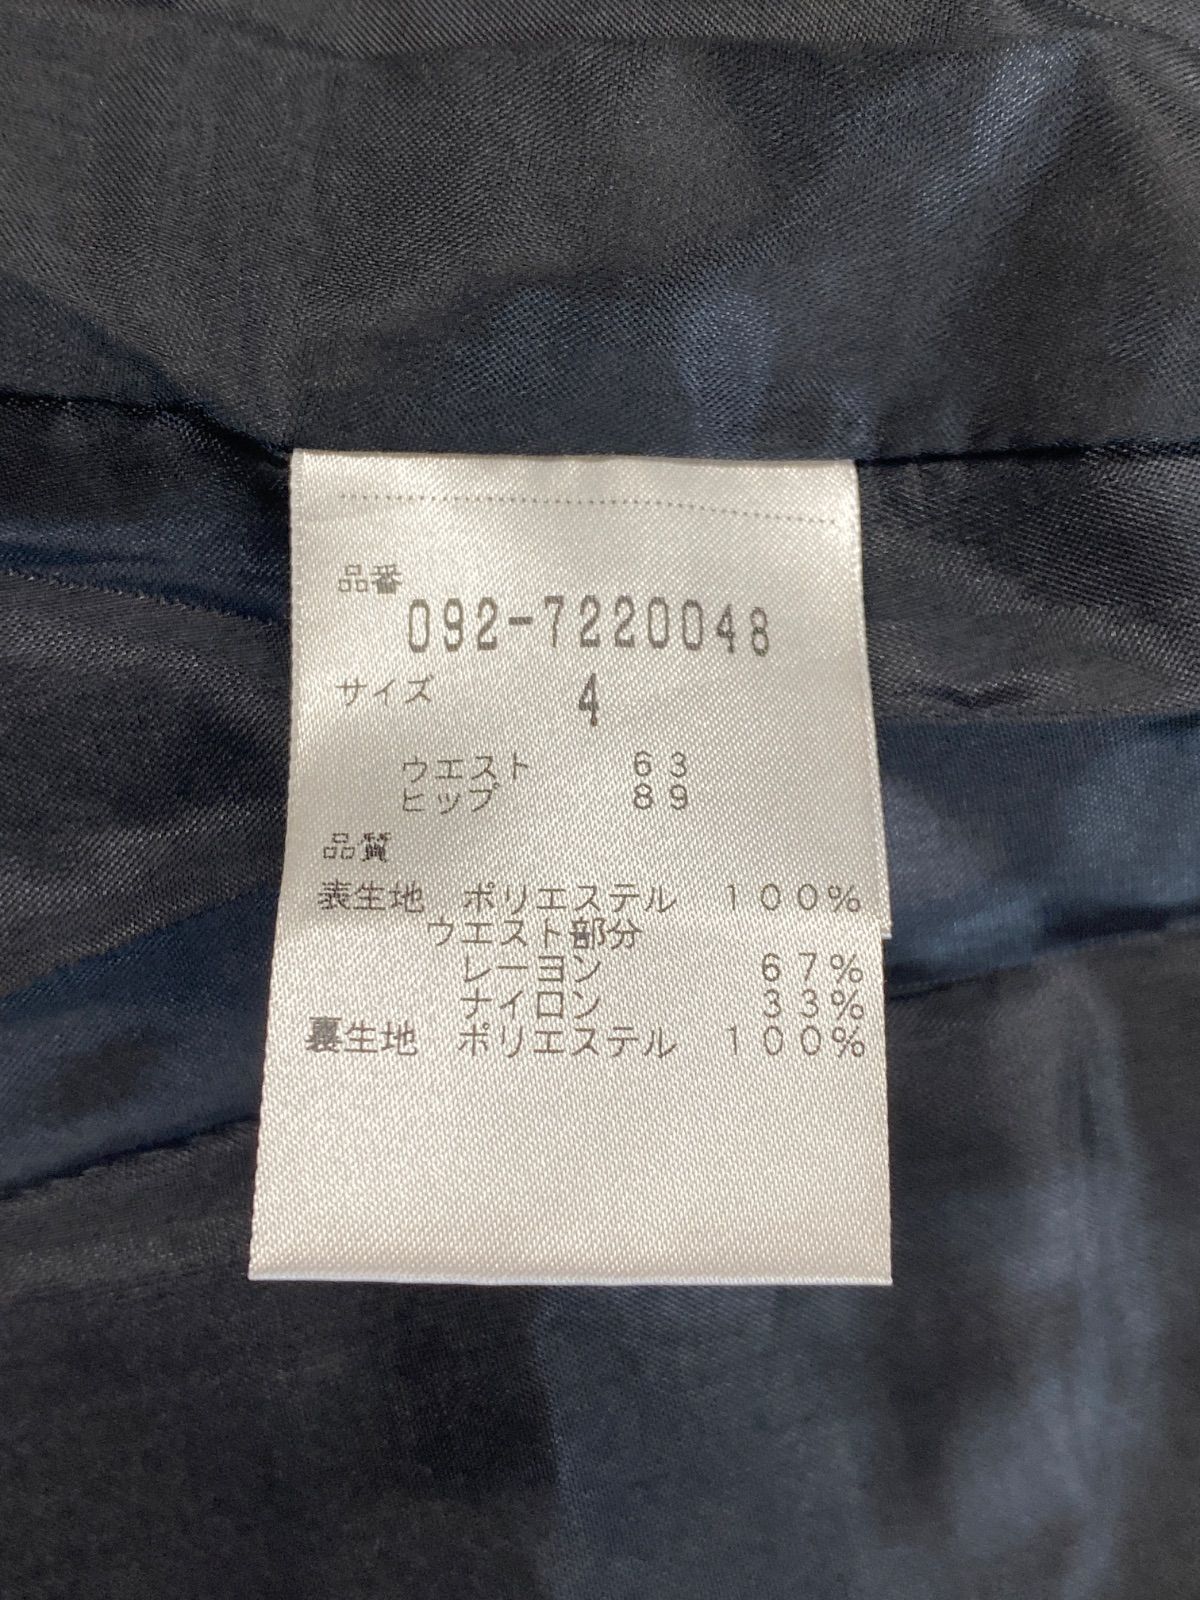 品番
092-7220048
サイズ 4
ウエスト 63
ヒップ 89
品質
表生地 ポリエステル 100%
ウエスト部分
レーヨン 67%
ナイロン 33%
裏生地 ポリエステル 100%